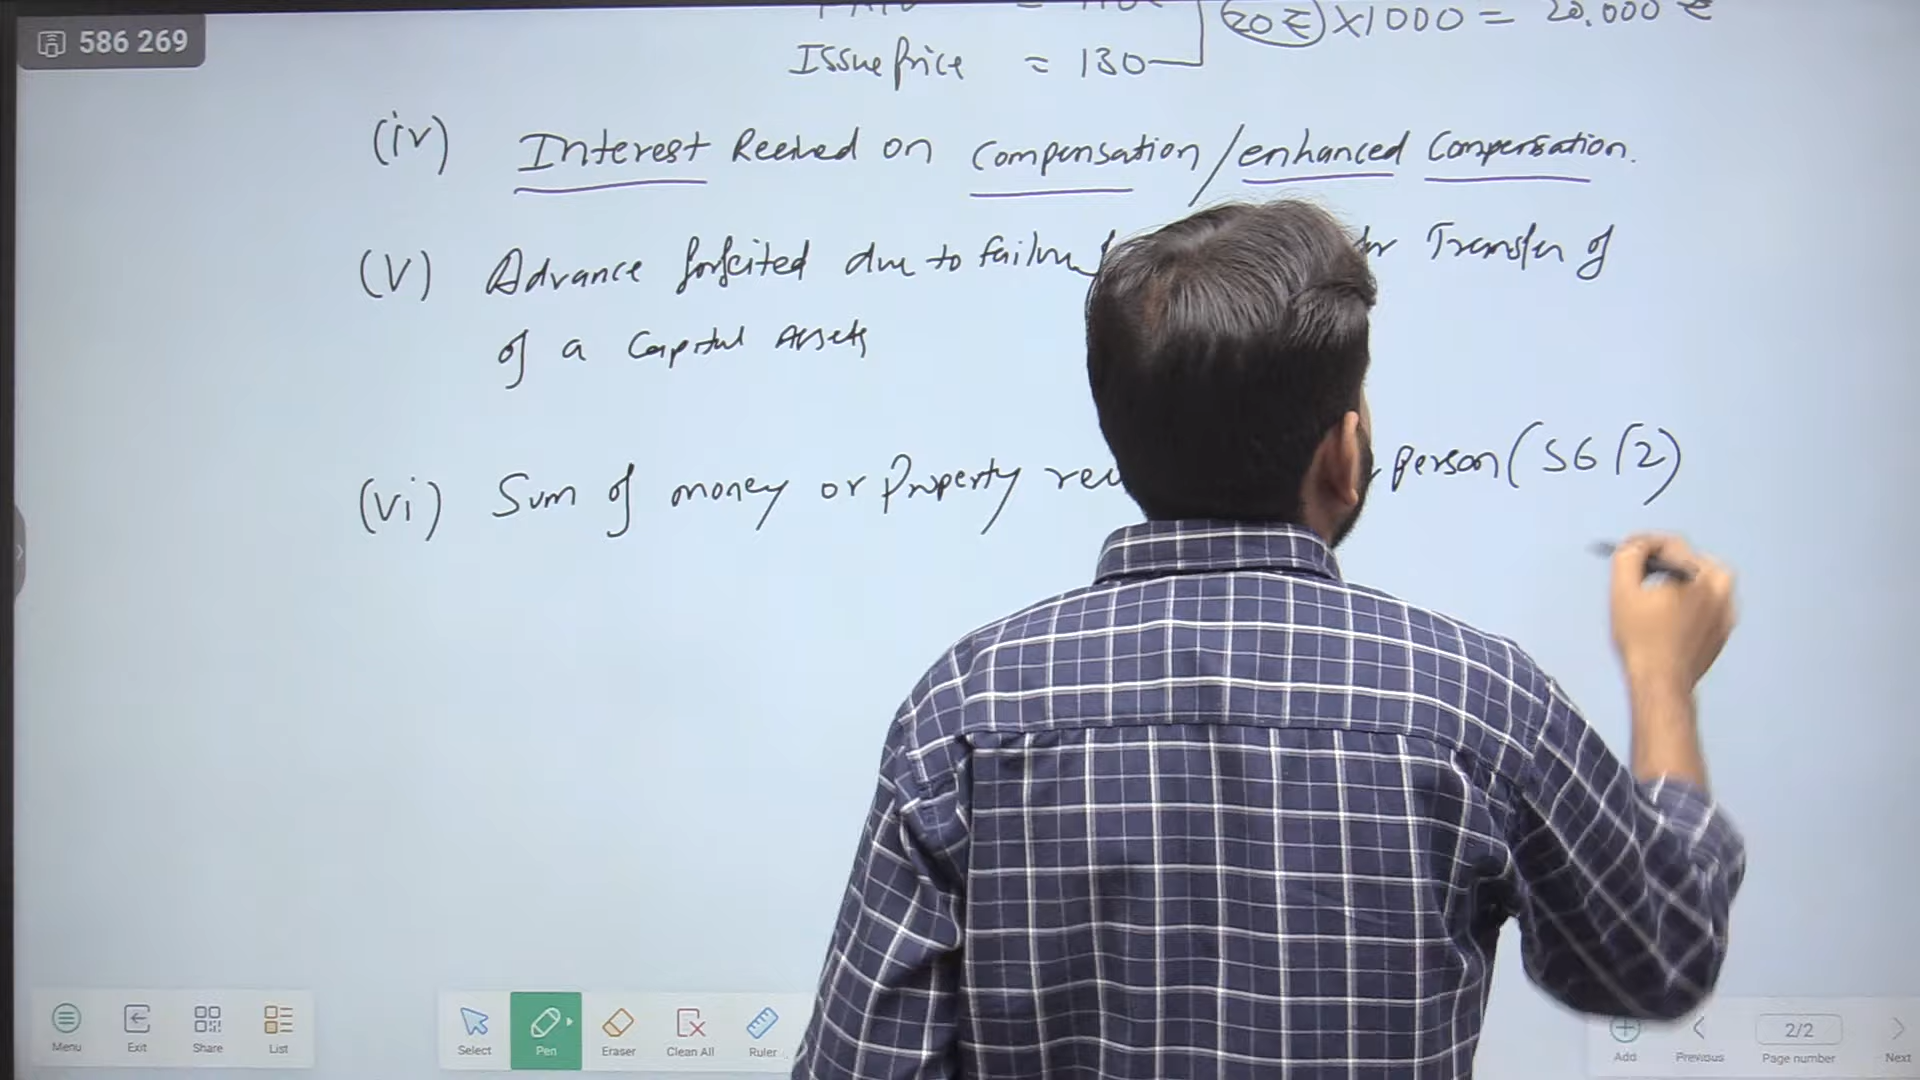 586 269
20 ₹) X1000 = 20,000 ₹
Issue Price = 130
(iv) Interest Received on Compensation / enhanced Compensation.
(v) Advance forfeited due to failure Transfer of
of a Capital Assets
(vi) Sum of money or Property person (56 (2)
Menu Exit Share List Select Pen Eraser Clean All Ruler Add Previous 2/2 Page number Next